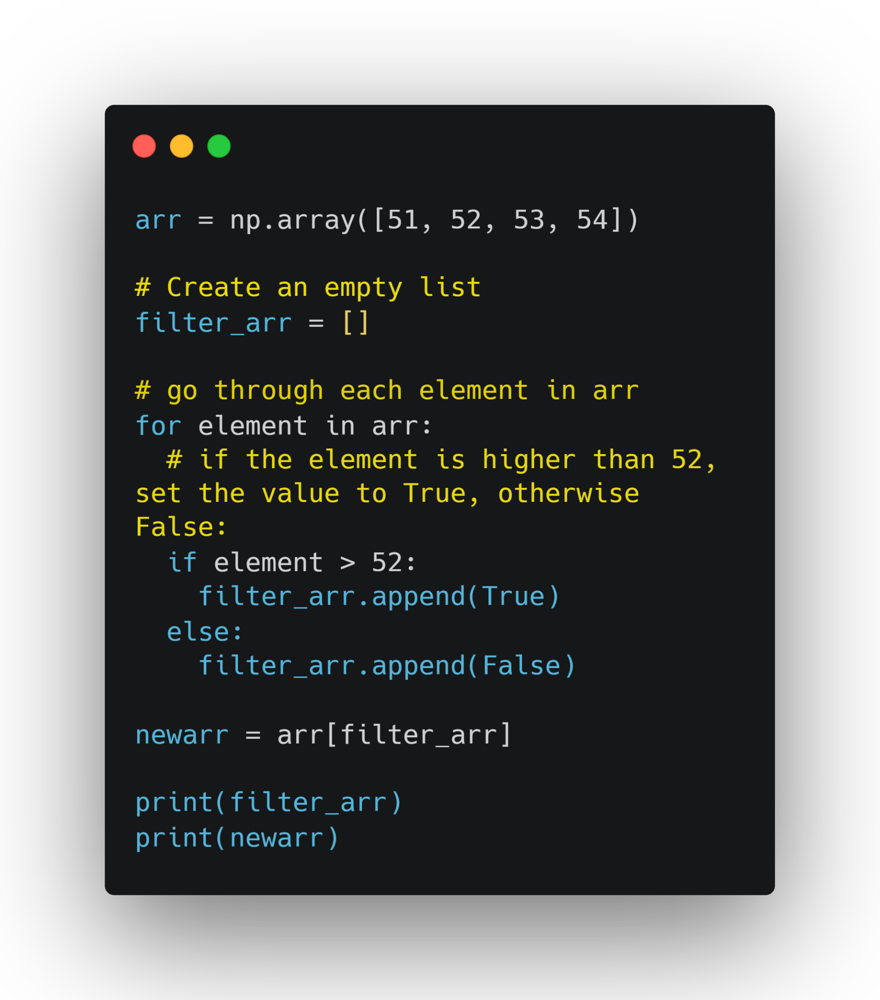 arr = np.array([51, 52, 53, 54])
# Create an empty list
filter_arr = []
# go through each element in arr
for element in arr:
  # if the element is higher than 52,
set the value to True, otherwise
False:
  if element > 52:
    filter_arr.append(True)
  else:
    filter_arr.append(False)
newarr = arr[filter_arr]
print(filter_arr)
print(newarr)